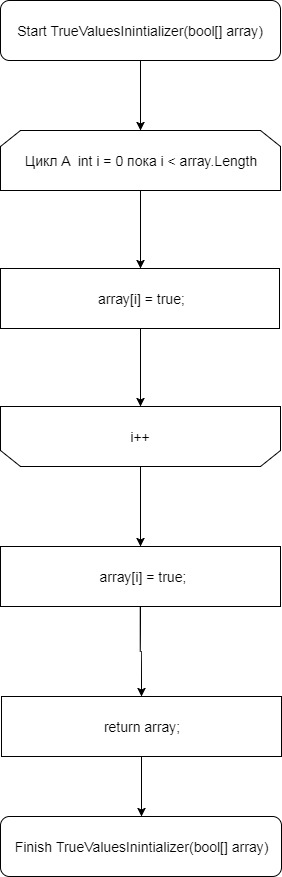 Start TrueValuesInintializer(bool[] array)
Цикл A int i = 0 пока i < array.Length
array[i] = true;
i++
array[i] = true;
return array;
Finish TrueValuesInintializer(bool[] array)